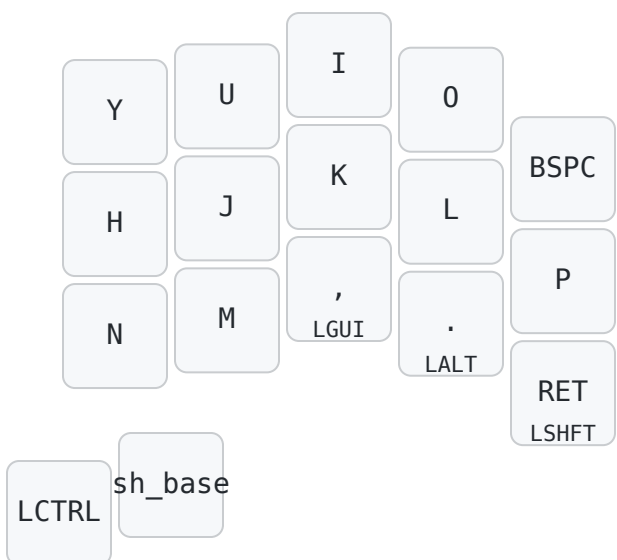 Y U I O BSPC
H J K L P
N M , . RET
LGUI LALT LSHFT
LCTRL sh_base